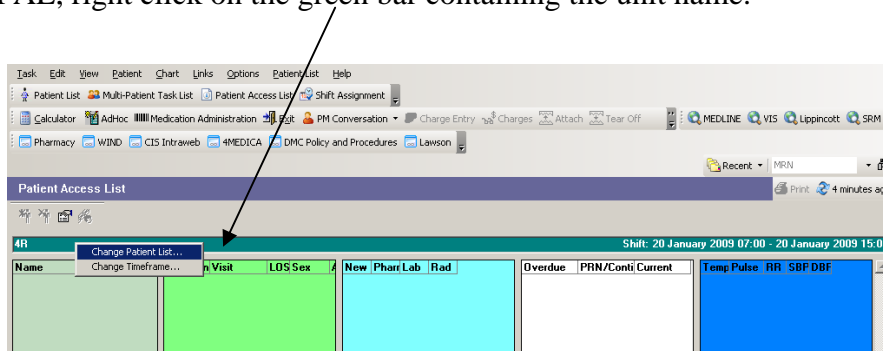 PAL, right click on the green bar containing the unit name.
Task Edit View Patient Chart Links Options Patient List Help
Patient List Multi-Patient Task List Patient Access List Shift Assignment
Calculator AdHoc Medication Administration Exit PM Conversation Charge Entry Charges Attach Tear Off MEDLINE VIS Lippincott SRM
Pharmacy WIND CIS Intraweb 4MEDICA DMC Policy and Procedures Lawson
Recent MRN
Patient Access List Print 4 minutes ag
4R Shift: 20 January 2009 07:00 - 20 January 2009 15:0
Change Patient List...
Change Timeframe...
Name n Visit LOS Sex A New Pharr Lab Rad Overdue PRN/Conti Current Temp Pulse RR SBP DBF